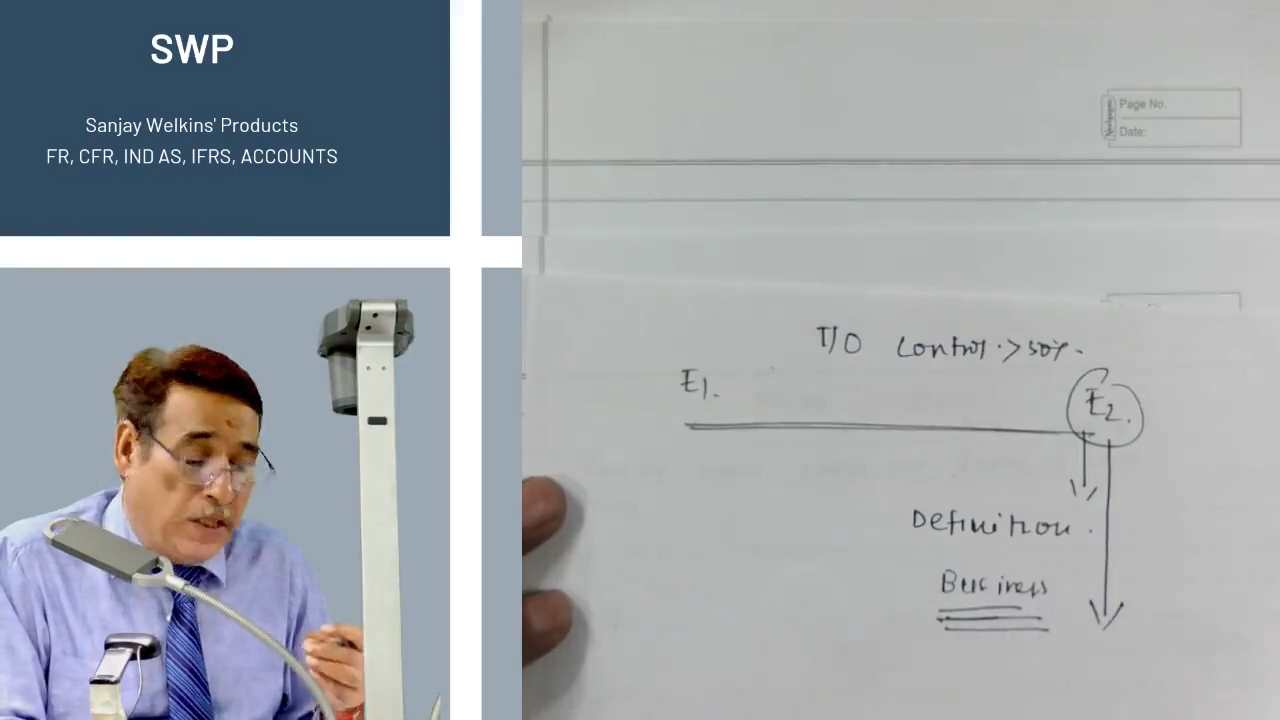 SWP
Sanjay Welkins' Products
FR, CFR, IND AS, IFRS, ACCOUNTS
Page No.
Date:
T/O Control > 50%.
E1.
E2.
Definition.
Business